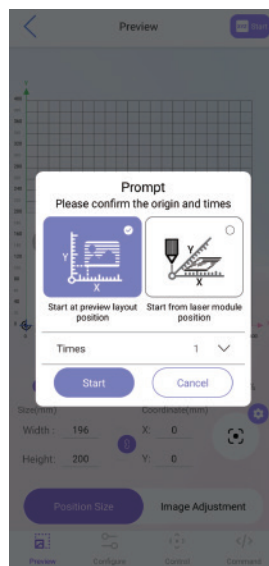 Preview
Start
Prompt
Please confirm the origin and times
Y
X
Y
X
Start at preview layout
position
Start from laser module
position
Times 1
Start Cancel
Size(mm) Coordinate(mm)
Width : 196 X: 0
Height: 200 Y: 0
Position Size Image Adjustment
Preview Configure Control Command